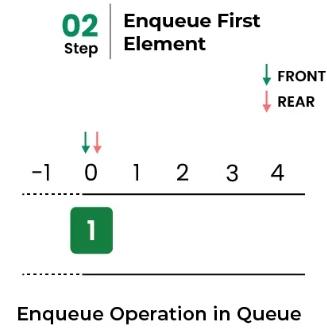 02
Step
Enqueue First
Element
FRONT
REAR
-1 0 1 2 3 4
1
Enqueue Operation in Queue